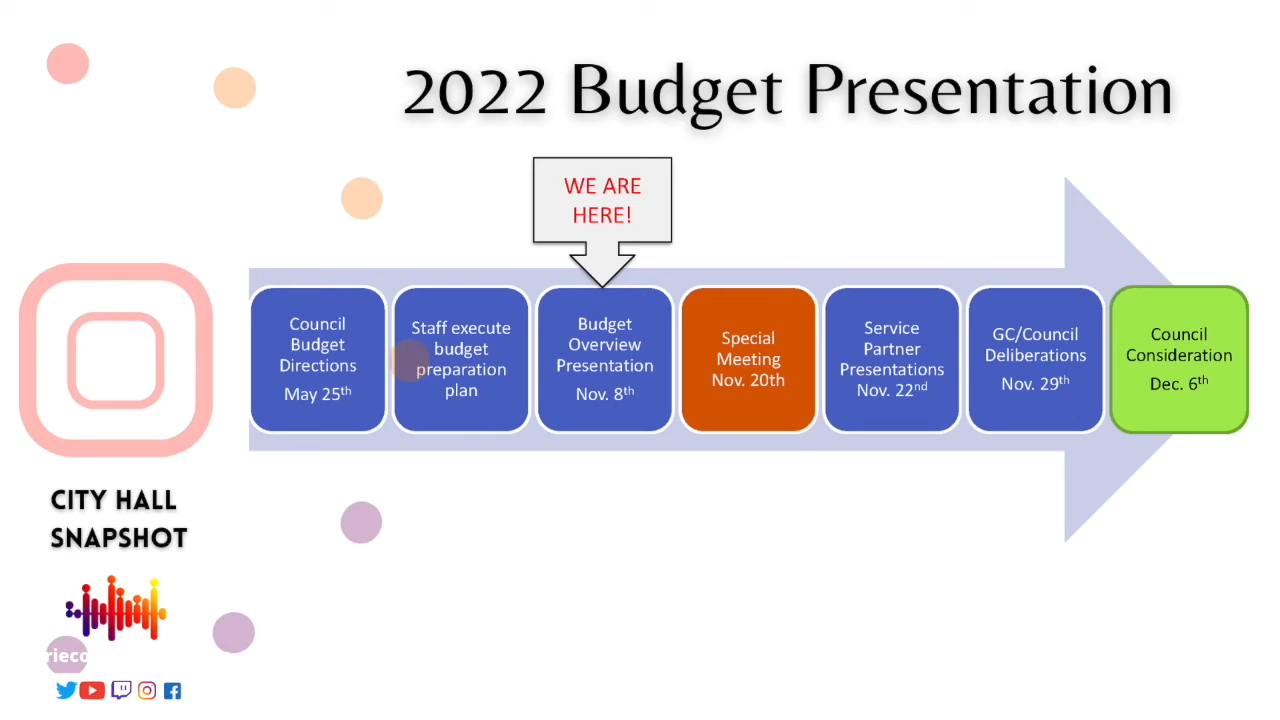 2022 Budget Presentation
WE ARE
HERE!
Council
Budget
Directions
May 25th
Staff execute
budget
preparation
plan
Budget
Overview
Presentation
Nov. 8th
Special
Meeting
Nov. 20th
Service
Partner
Presentations
Nov. 22nd
GC/Council
Deliberations
Nov. 29th
Council
Consideration
Dec. 6th
CITY HALL
SNAPSHOT
rieco